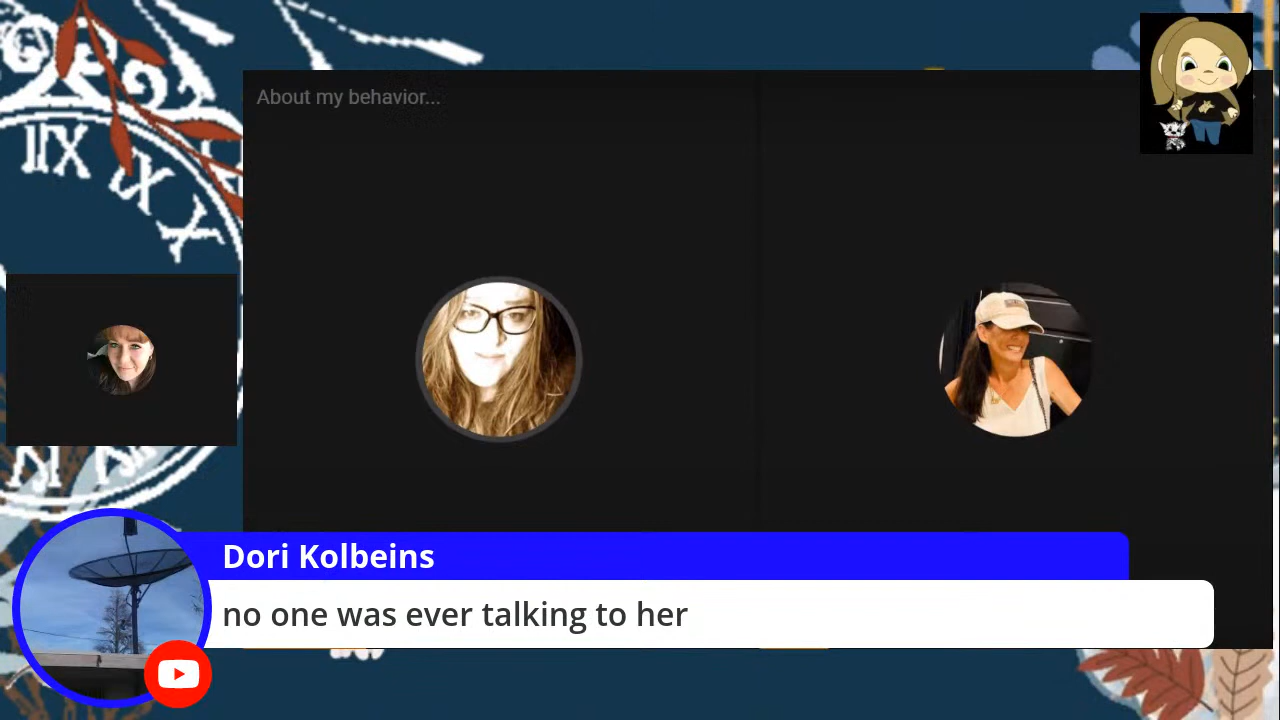 About my behavior...
Dori Kolbeins
no one was ever talking to her